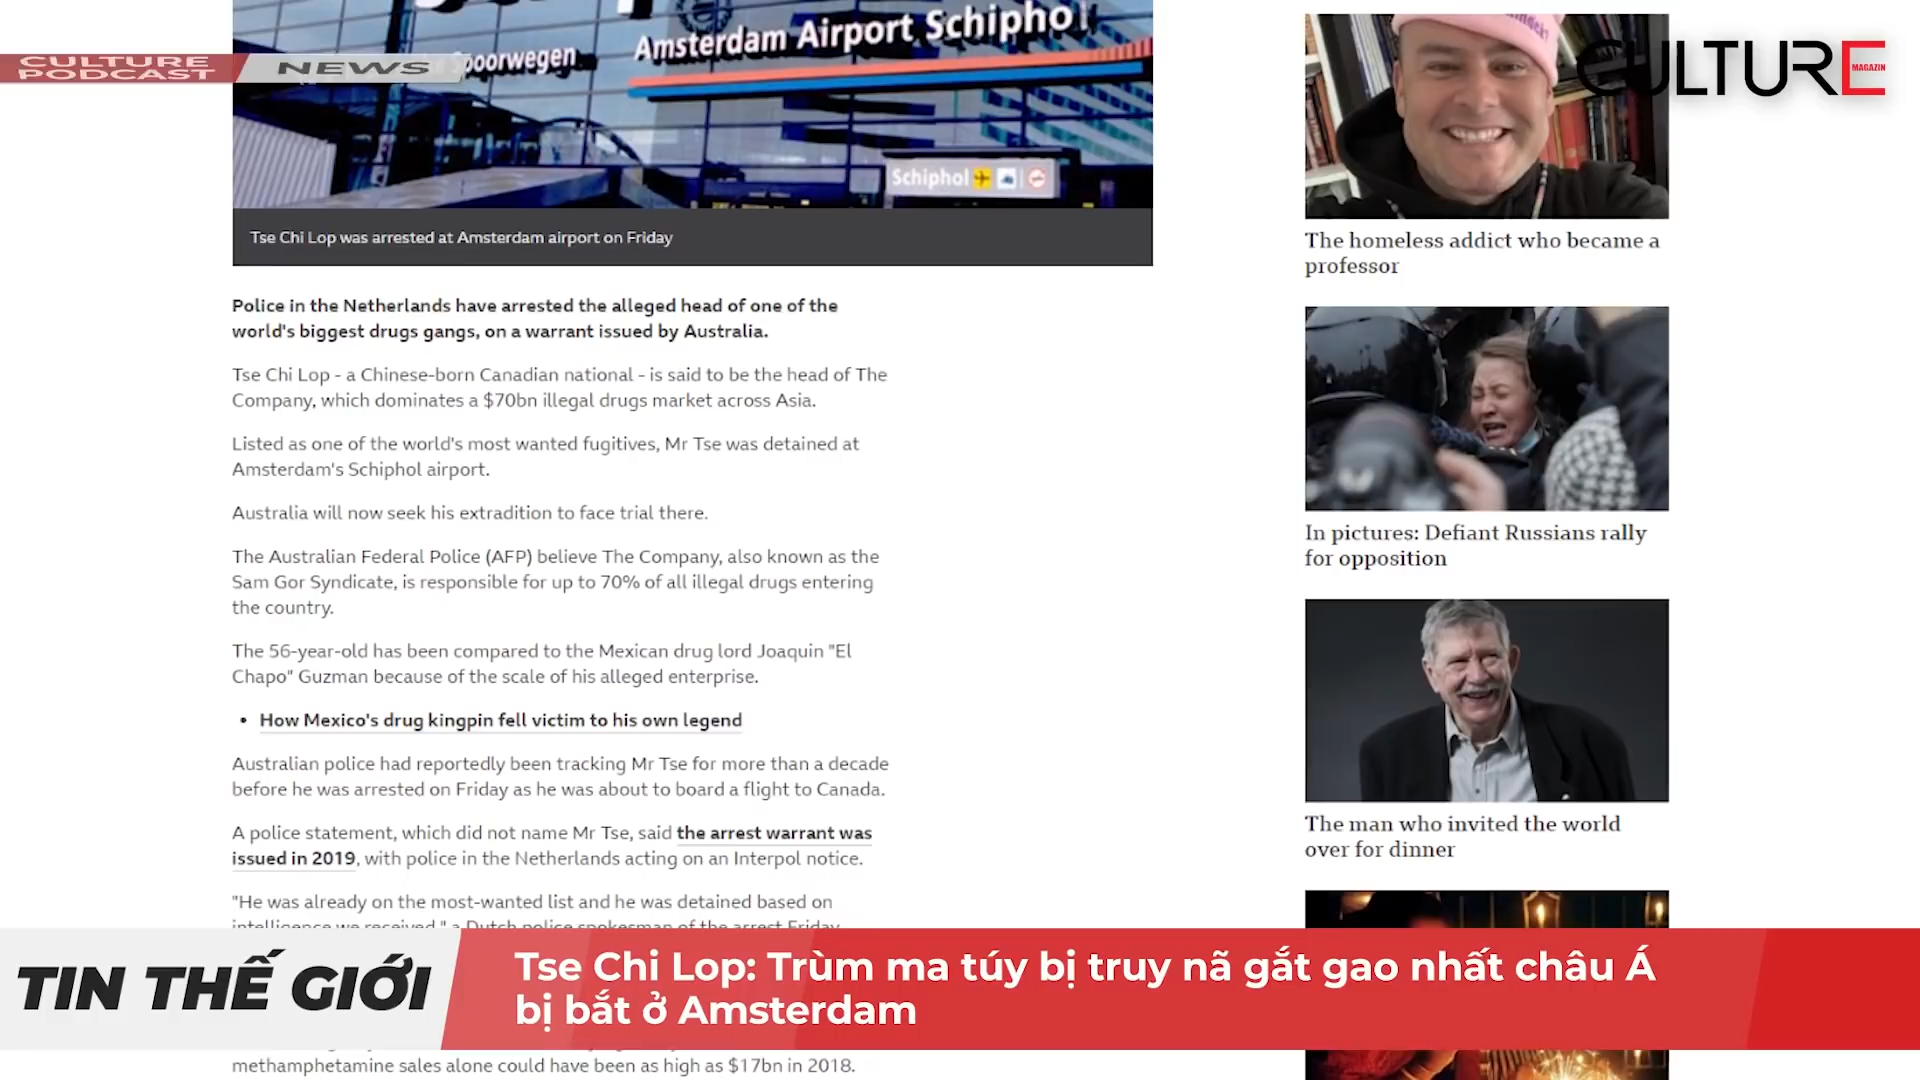 Amsterdam Airport Schiphol
Spoorwegen
CULTURE
PODCAST
NEWS
Schiphol
CULTURE
MAGAZIN
Tse Chi Lop was arrested at Amsterdam airport on Friday
Police in the Netherlands have arrested the alleged head of one of the
world's biggest drugs gangs, on a warrant issued by Australia.
Tse Chi Lop - a Chinese-born Canadian national - is said to be the head of The
Company, which dominates a $70bn illegal drugs market across Asia.
Listed as one of the world's most wanted fugitives, Mr Tse was detained at
Amsterdam's Schiphol airport.
Australia will now seek his extradition to face trial there.
The Australian Federal Police (AFP) believe The Company, also known as the
Sam Gor Syndicate, is responsible for up to 70% of all illegal drugs entering
the country.
The 56-year-old has been compared to the Mexican drug lord Joaquin "El
Chapo" Guzman because of the scale of his alleged enterprise.
• How Mexico's drug kingpin fell victim to his own legend
Australian police had reportedly been tracking Mr Tse for more than a decade
before he was arrested on Friday as he was about to board a flight to Canada.
A police statement, which did not name Mr Tse, said the arrest warrant was
issued in 2019, with police in the Netherlands acting on an Interpol notice.
"He was already on the most-wanted list and he was detained based on
intelligence we received," a Dutch police spokesman of the arrest Friday
methamphetamine sales alone could have been as high as $17bn in 2018.
The homeless addict who became a
professor
In pictures: Defiant Russians rally
for opposition
The man who invited the world
over for dinner
TIN THẾ GIỚI
Tse Chi Lop: Trùm ma túy bị truy nã gắt gao nhất châu Á
bị bắt ở Amsterdam